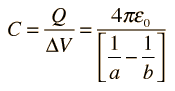 C = Q/ΔV = 4πε₀/[1/a − 1/b]